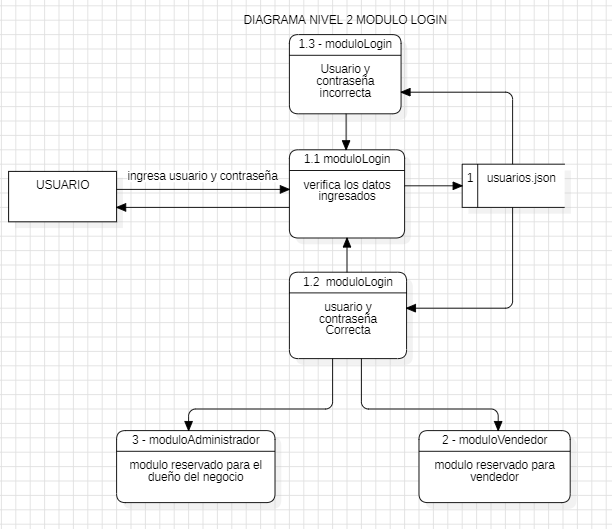 DIAGRAMA NIVEL 2 MODULO LOGIN
1.3 - moduloLogin
Usuario y
contraseña
incorrecta
1.1 moduloLogin
verifica los datos
ingresados
USUARIO
ingresa usuario y contraseña
1
usuarios.json
1.2 moduloLogin
usuario y
contraseña
Correcta
3 - moduloAdministrador
modulo reservado para el
dueño del negocio
2 - moduloVendedor
modulo reservado para
vendedor